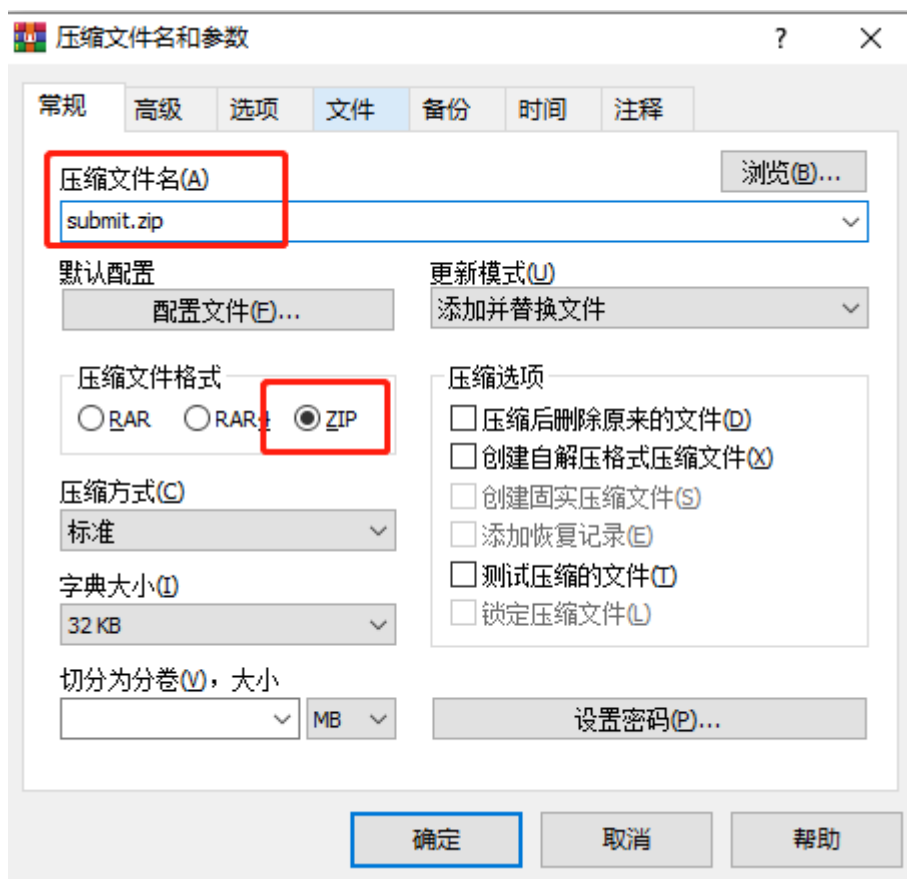 压缩文件名和参数 ? ×
常规 高级 选项 文件 备份 时间 注释
压缩文件名(A) 浏览(B)...
submit.zip
默认配置 更新模式(U)
配置文件(F)... 添加并替换文件
压缩文件格式 压缩选项
RAR RAR4 ZIP 压缩后删除原来的文件(D)
创建自解压格式压缩文件(X)
压缩方式(C) 创建固实压缩文件(S)
标准 添加恢复记录(E)
字典大小(I) 测试压缩的文件(T)
32 KB 锁定压缩文件(L)
切分为分卷(V)，大小
MB 设置密码(P)...
确定 取消 帮助